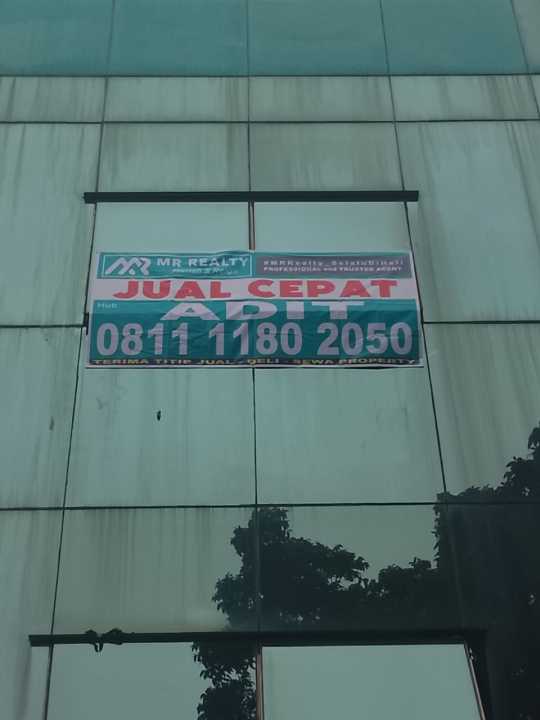 MR REALTY
#MRRealty_SelaluDiHati
PROFESSIONAL and TRUSTED AGENT
JUAL CEPAT
Hub:
ADIT
0811 1180 2050
TERIMA TITIP JUAL - BELI - SEWA PROPERTY